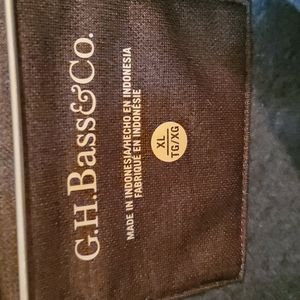 G.H.Bass&Co.
MADE IN INDONESIA/HECHO EN INDONESIA
FABRIQUÉ EN INDONÉSIE
XL
TG/XG